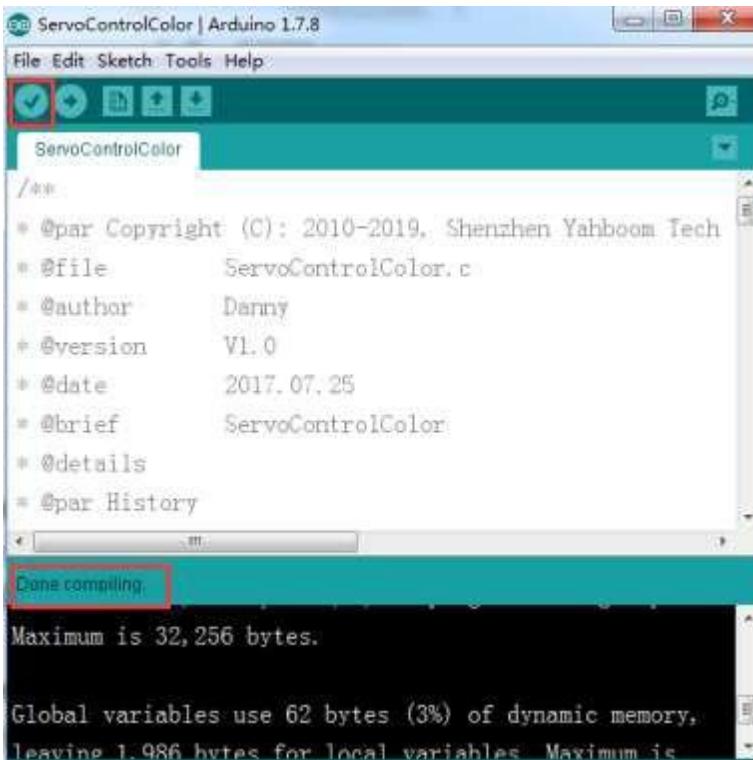 ServoControlColor | Arduino 1.7.8
File Edit Sketch Tools Help
ServoControlColor
/**
* @par Copyright (C): 2010-2019, Shenzhen Yahboom Tech
* @file ServoControlColor.c
* @author Danny
* @version V1.0
* @date 2017.07.25
* @brief ServoControlColor
* @details
* @par History
Done compiling.
Maximum is 32,256 bytes.
Global variables use 62 bytes (3%) of dynamic memory,
leaving 1,986 bytes for local variables. Maximum is